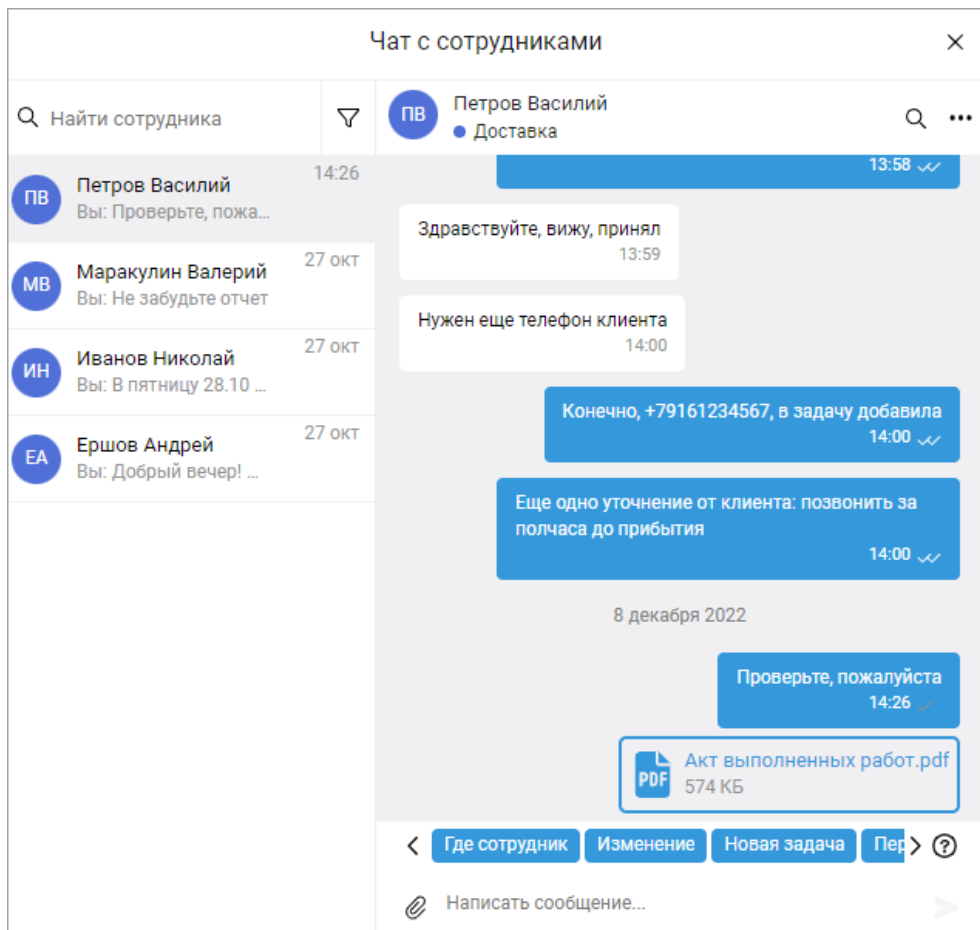 Чат с сотрудниками
Найти сотрудника
ПВ
Петров Василий
14:26
Вы: Проверьте, пожа...
МВ
Маракулин Валерий
27 окт
Вы: Не забудьте отчет
ИН
Иванов Николай
27 окт
Вы: В пятницу 28.10 ...
ЕА
Ершов Андрей
27 окт
Вы: Добрый вечер! ...
ПВ
Петров Василий
Доставка
13:58
Здравствуйте, вижу, принял
13:59
Нужен еще телефон клиента
14:00
Конечно, +79161234567, в задачу добавила
14:00
Еще одно уточнение от клиента: позвонить за
полчаса до прибытия
14:00
8 декабря 2022
Проверьте, пожалуйста
14:26
PDF
Акт выполненных работ.pdf
574 КБ
Где сотрудник
Изменение
Новая задача
Пер
Написать сообщение...